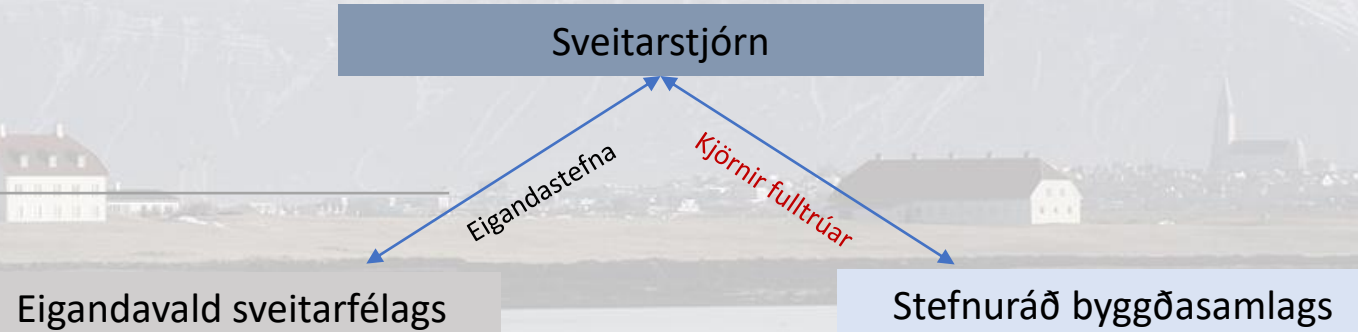 Sveitarstjórn
Eigandastefna
Kjörnir fulltrúar
Eigandavald sveitarfélags
Stefnuráð byggðasamlags